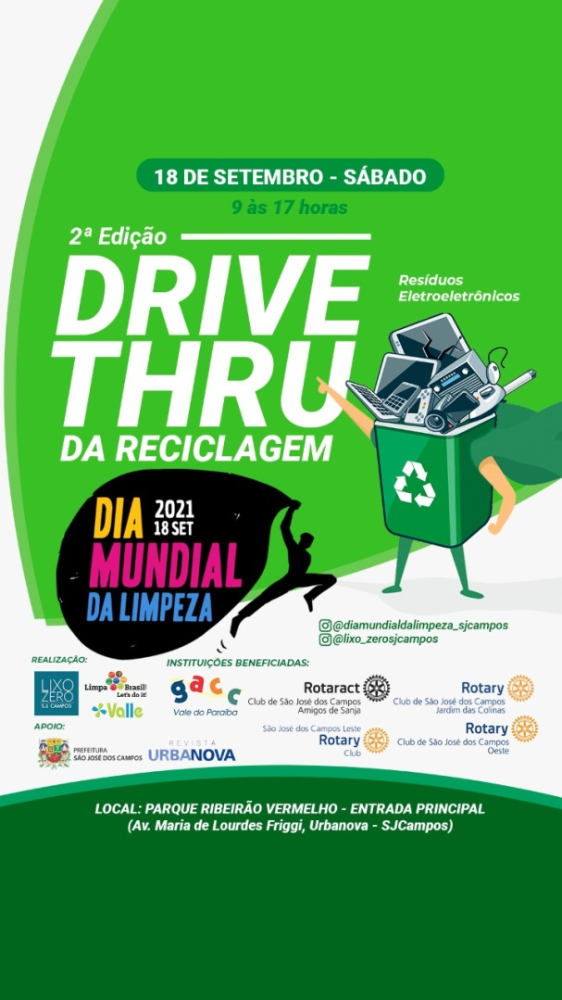 18 DE SETEMBRO - SÁBADO
9 às 17 horas
2ª Edição
DRIVE
THRU
DA RECICLAGEM
Resíduos
Eletroeletrônicos
DIA 2021
18 SET
MUNDIAL
DA LIMPEZA
@diamundialdalimpeza_sjcampos
@lixo_zerosjcampos
REALIZAÇÃO:
LIXO
ZERO
S.J. CAMPOS
Limpa Brasil!
Let's do it!
Valle
APOIO:
PREFEITURA
SÃO JOSÉ DOS CAMPOS
REVISTA
URBANOVA
INSTITUIÇÕES BENEFICIADAS:
gacc
Vale do Paraíba
Rotaract
Club de São José dos Campos
Amigos de Sanja
Rotary
Club de São José dos Campos
Jardim das Colinas
São José dos Campos Leste
Rotary
Club
Rotary
Club de São José dos Campos
Oeste
LOCAL: PARQUE RIBEIRÃO VERMELHO - ENTRADA PRINCIPAL
(Av. Maria de Lourdes Friggi, Urbanova - SJCampos)